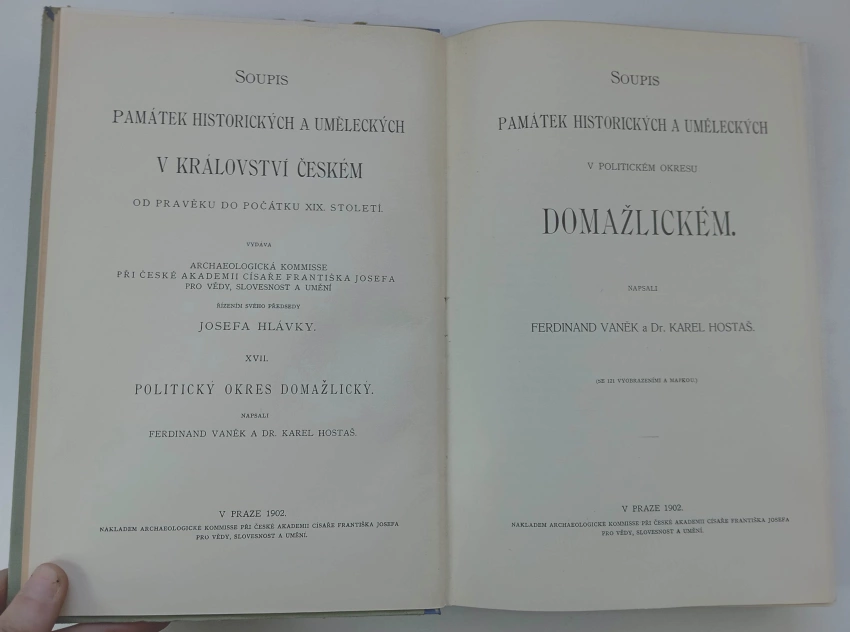 SOUPIS
PAMÁTEK HISTORICKÝCH A UMĚLECKÝCH
V KRÁLOVSTVÍ ČESKÉM
OD PRAVĚKU DO POČÁTKU XIX. STOLETÍ.
VYDÁVÁ
ARCHAEOLOGICKÁ KOMMISSE
PŘI ČESKÉ AKADEMII CÍSAŘE FRANTIŠKA JOSEFA
PRO VĚDY, SLOVESNOST A UMĚNÍ
ŘÍZENÍM SVÉHO PŘEDSEDY
JOSEFA HLÁVKY.
XVII.
POLITICKÝ OKRES DOMAŽLICKÝ.
NAPSALI
FERDINAND VANĚK A DR. KAREL HOSTAŠ.
V PRAZE 1902.
NÁKLADEM ARCHAEOLOGICKÉ KOMMISSE PŘI ČESKÉ AKADEMII CÍSAŘE FRANTIŠKA JOSEFA
PRO VĚDY, SLOVESNOST A UMĚNÍ.
SOUPIS
PAMÁTEK HISTORICKÝCH A UMĚLECKÝCH
V POLITICKÉM OKRESU
DOMAŽLICKÉM.
NAPSALI
FERDINAND VANĚK a Dr. KAREL HOSTAŠ.
(SE 121 VYOBRAZENÍMI A MAPKOU.)
V PRAZE 1902.
NÁKLADEM ARCHAEOLOGICKÉ KOMMISSE PŘI ČESKÉ AKADEMII CÍSAŘE FRANTIŠKA JOSEFA
PRO VĚDY, SLOVESNOST A UMĚNÍ.